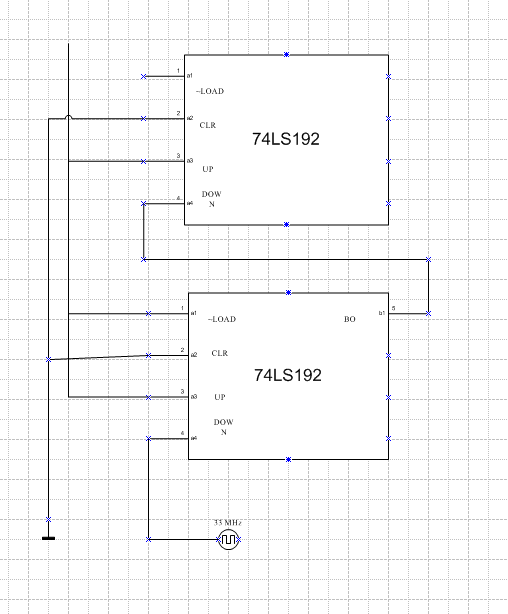 1 a1
~LOAD
2 a2
CLR
74LS192
3 a3
UP
4 a4
DOW
N
1 a1 b1 5
~LOAD BO
2 a2
CLR
74LS192
3 a3
UP
DOW
N
4 a4
33 MHz